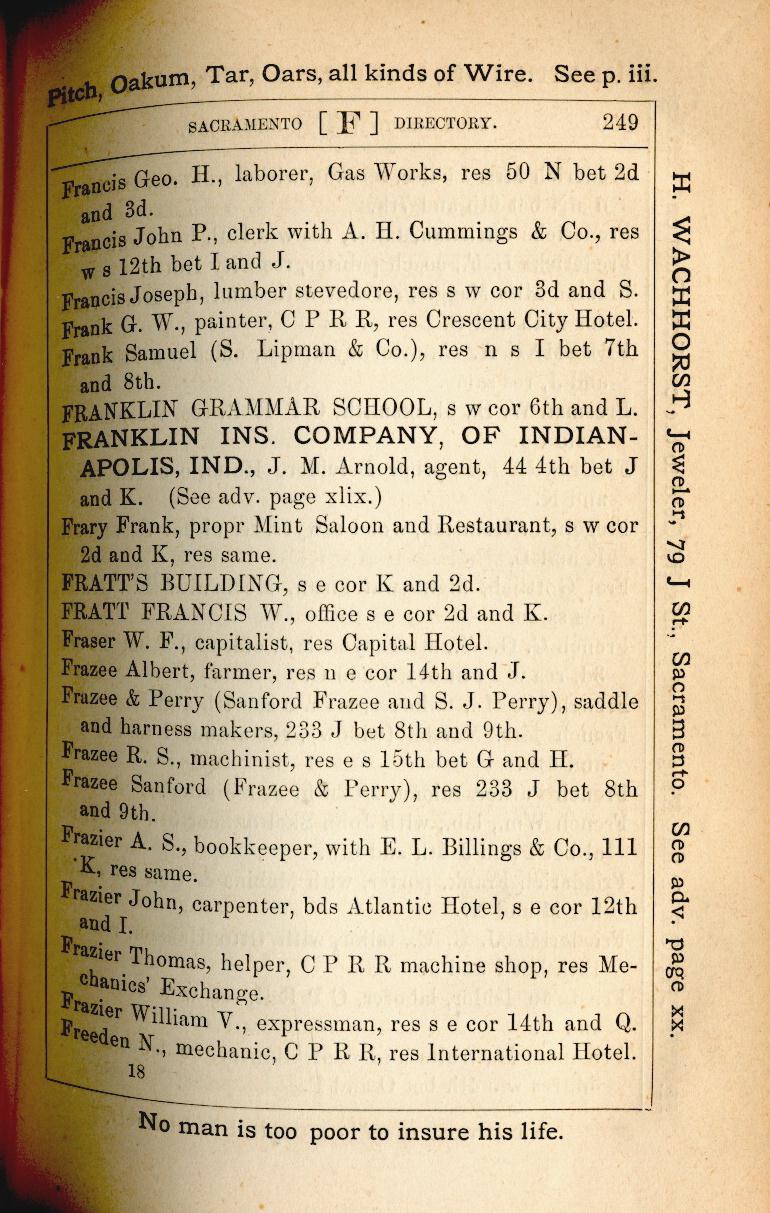 Pitch, Oakum, Tar, Oars, all kinds of Wire. See p. iii.
SACRAMENTO [ F ] DIRECTORY. 249
Francis Geo. H., laborer, Gas Works, res 50 N bet 2d
and 3d.
Francis John P., clerk with A. H. Cummings & Co., res
w s 12th bet I and J.
Francis Joseph, lumber stevedore, res s w cor 3d and S.
Frank G. W., painter, C P R R, res Crescent City Hotel.
Frank Samuel (S. Lipman & Co.), res n s I bet 7th
and 8th.
FRANKLIN GRAMMAR SCHOOL, s w cor 6th and L.
FRANKLIN INS. COMPANY, OF INDIAN-
APOLIS, IND., J. M. Arnold, agent, 44 4th bet J
and K. (See adv. page xlix.)
Frary Frank, propr Mint Saloon and Restaurant, s w cor
2d and K, res same.
FRATT'S BUILDING, s e cor K and 2d.
FRATT FRANCIS W., office s e cor 2d and K.
Fraser W. F., capitalist, res Capital Hotel.
Frazee Albert, farmer, res n e cor 14th and J.
Frazee & Perry (Sanford Frazee and S. J. Perry), saddle
and harness makers, 233 J bet 8th and 9th.
Frazee R. S., machinist, res e s 15th bet G and H.
Frazee Sanford (Frazee & Perry), res 233 J bet 8th
and 9th.
Frazier A. S., bookkeeper, with E. L. Billings & Co., 111
K, res same.
Frazier John, carpenter, bds Atlantic Hotel, s e cor 12th
and I.
Frazier Thomas, helper, C P R R machine shop, res Me-
chanics' Exchange.
Frazier William V., expressman, res s e cor 14th and Q.
Freeden N., mechanic, C P R R, res International Hotel.
18
No man is too poor to insure his life.
H. WACHHORST, Jeweler, 79 J St., Sacramento. See adv. page xx.